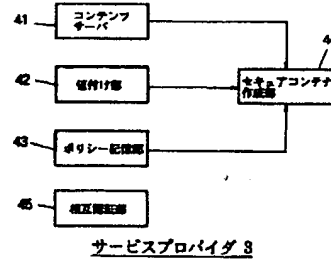 41
コンテンツ
サーバ
42
値付け部
43
ポリシー記憶部
セキュアコンテナ
作成部
45
相互認証部
サービスプロバイダ 3